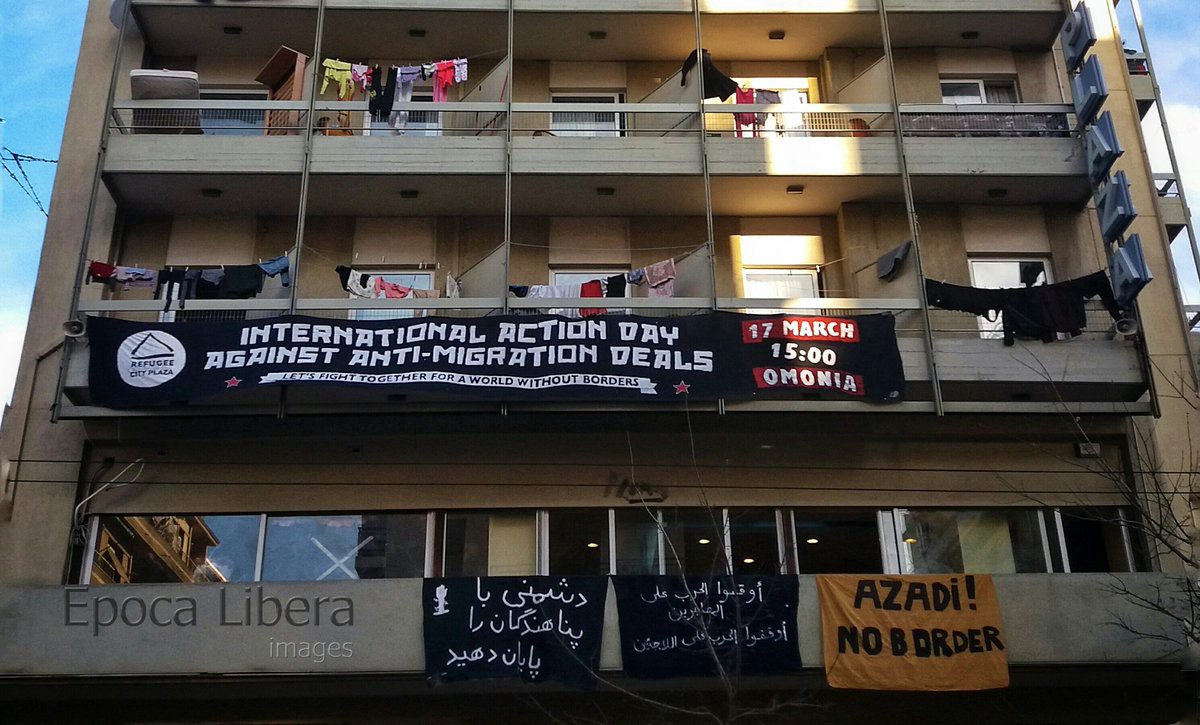 PLAZA
REFUGEE
CITY PLAZA
INTERNATIONAL ACTION DAY
AGAINST ANTI-MIGRATION DEALS
LET'S FIGHT TOGETHER FOR A WORLD WITHOUT BORDERS
17 MARCH
15:00
OMONIA
Epoca Libera
images
دشمنی با
پناهندگان را
پایان دهید
أوقفوا الحرب على
المهاجرين
أوقفوا الحرب على اللاجئين
AZADi!
NO BORDER